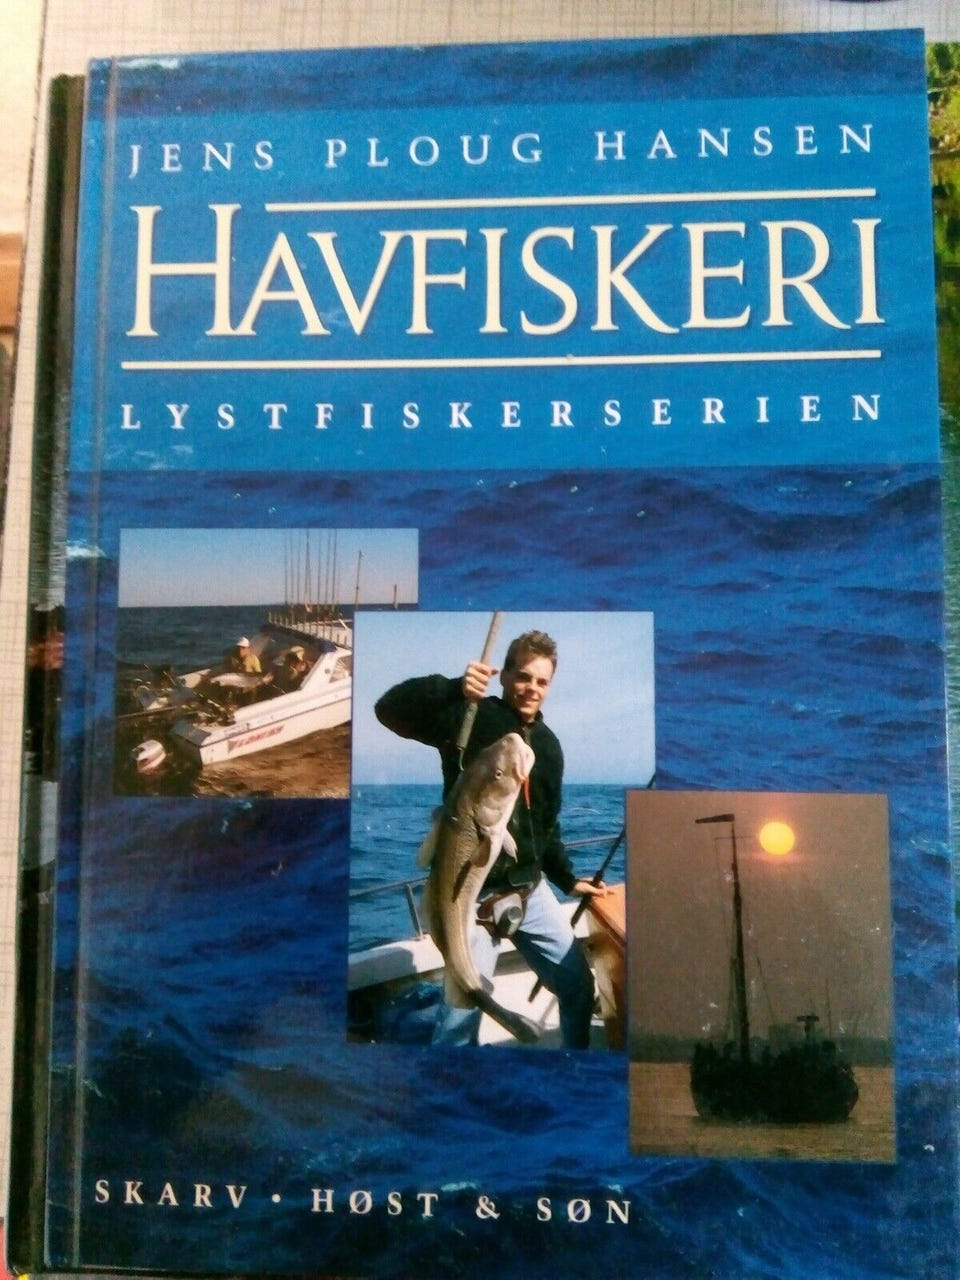 JENS PLOUG HANSEN
HAVFISKERI
LYSTFISKERSERIEN
SKARV • HØST & SØN